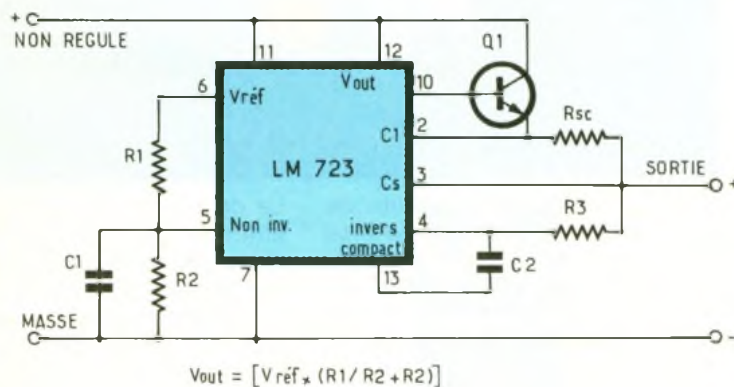 +
NON REGULE
11
12
Q1
6
Vréf
Vout
10
R1
C1
2
Rsc
LM 723
SORTIE
+
Cs
3
5
Non inv.
invers
compact
4
R3
C1
R2
7
13
C2
MASSE
-
Vout = [Vréf * (R1/R2+R2)]